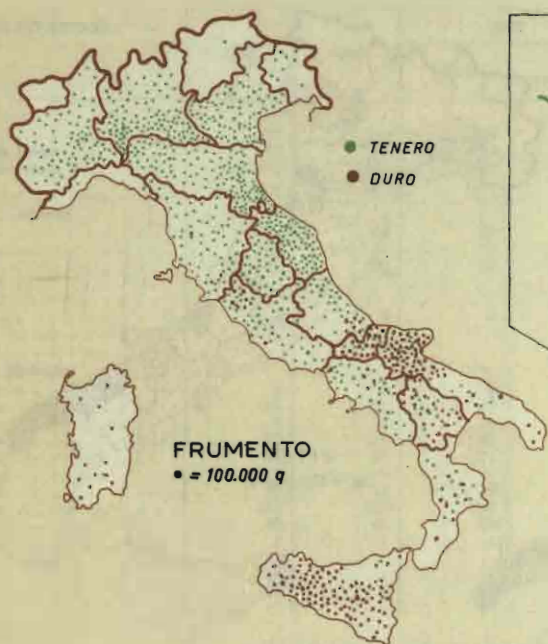 TENERO
DURO
FRUMENTO
• = 100.000 q